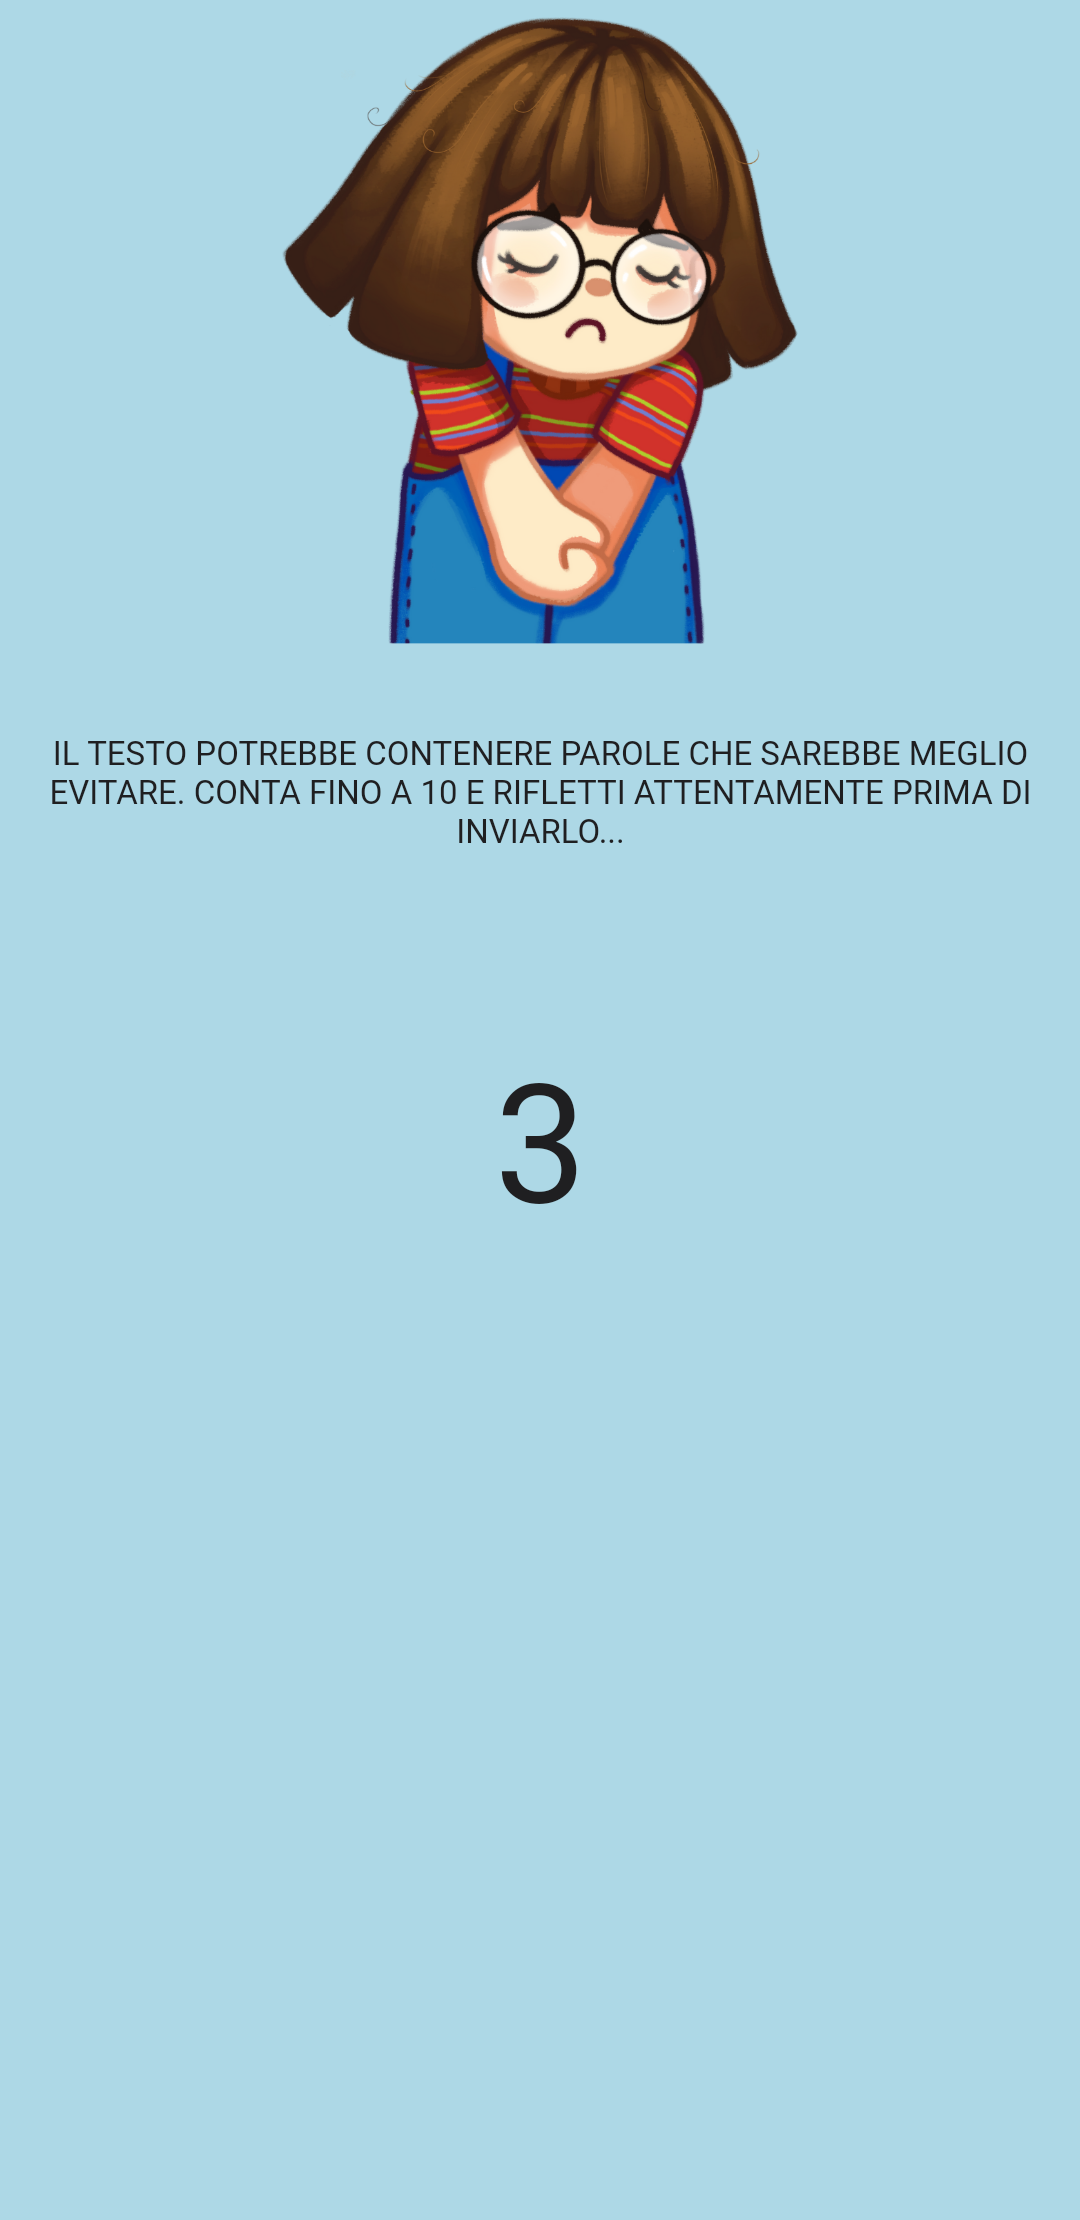 IL TESTO POTREBBE CONTENERE PAROLE CHE SAREBBE MEGLIO
EVITARE. CONTA FINO A 10 E RIFLETTI ATTENTAMENTE PRIMA DI
INVIARLO...
3